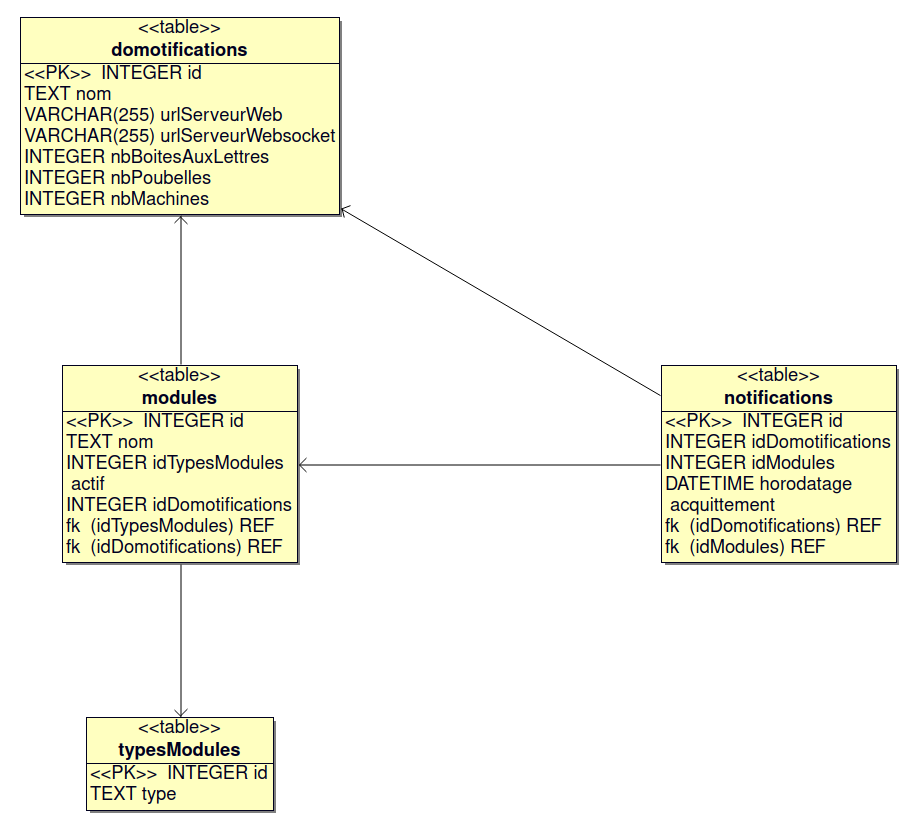 <<table>>
domotifications
<<PK>> INTEGER id
TEXT nom
VARCHAR(255) urlServeurWeb
VARCHAR(255) urlServeurWebsocket
INTEGER nbBoitesAuxLettres
INTEGER nbPoubelles
INTEGER nbMachines
<<table>>
modules
<<PK>> INTEGER id
TEXT nom
INTEGER idTypesModules
actif
INTEGER idDomotifications
fk (idTypesModules) REF
fk (idDomotifications) REF
<<table>>
notifications
<<PK>> INTEGER id
INTEGER idDomotifications
INTEGER idModules
DATETIME horodatage
acquittement
fk (idDomotifications) REF
fk (idModules) REF
<<table>>
typesModules
<<PK>> INTEGER id
TEXT type